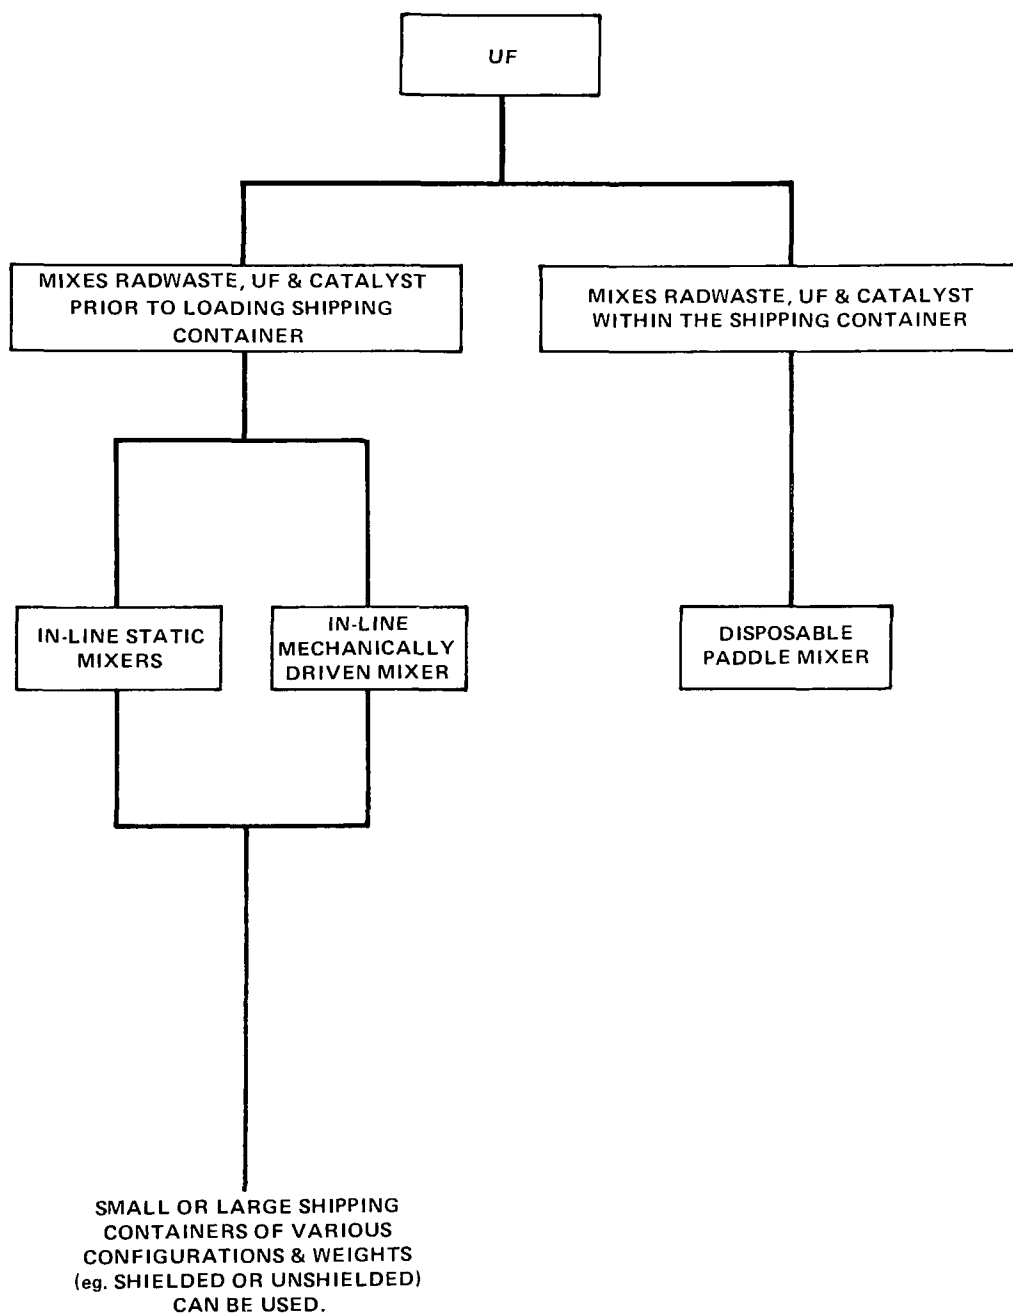 UF
MIXES RADWASTE, UF & CATALYST
PRIOR TO LOADING SHIPPING
CONTAINER
MIXES RADWASTE, UF & CATALYST
WITHIN THE SHIPPING CONTAINER
IN-LINE STATIC
MIXERS
IN-LINE
MECHANICALLY
DRIVEN MIXER
DISPOSABLE
PADDLE MIXER
SMALL OR LARGE SHIPPING
CONTAINERS OF VARIOUS
CONFIGURATIONS & WEIGHTS
(eg. SHIELDED OR UNSHIELDED)
CAN BE USED.